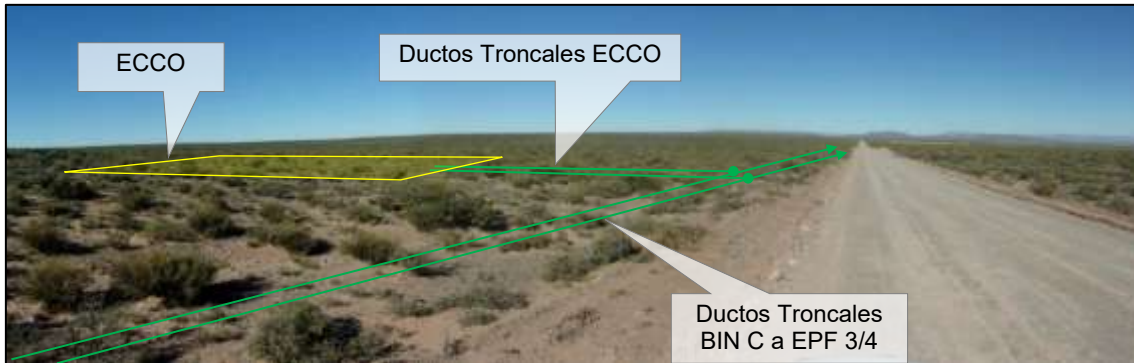 ECCO
Ductos Troncales ECCO
Ductos Troncales
BIN C a EPF 3/4